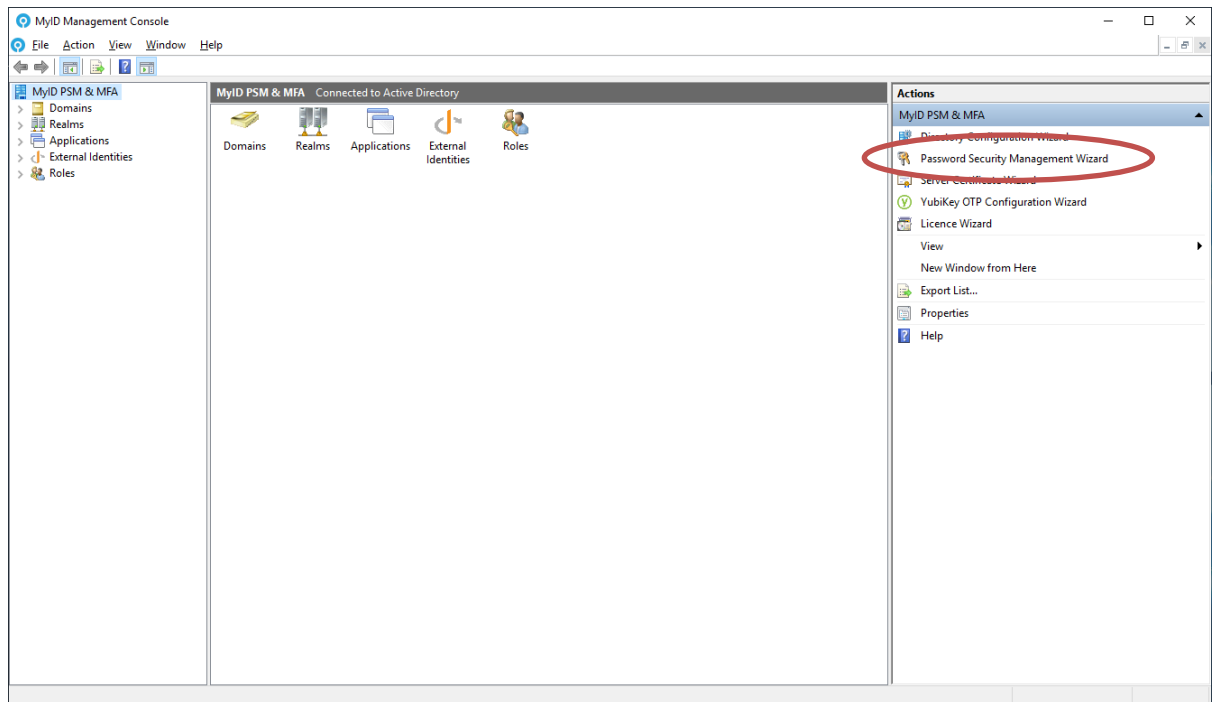 MyID Management Console
File Action View Window Help
MyID PSM & MFA
Domains
Realms
Applications
External Identities
Roles
MyID PSM & MFA Connected to Active Directory
Domains
Realms
Applications
External
Identities
Roles
Actions
MyID PSM & MFA
Directory Configuration Wizard
Password Security Management Wizard
Server Certificate Wizard
YubiKey OTP Configuration Wizard
Licence Wizard
View
New Window from Here
Export List...
Properties
Help